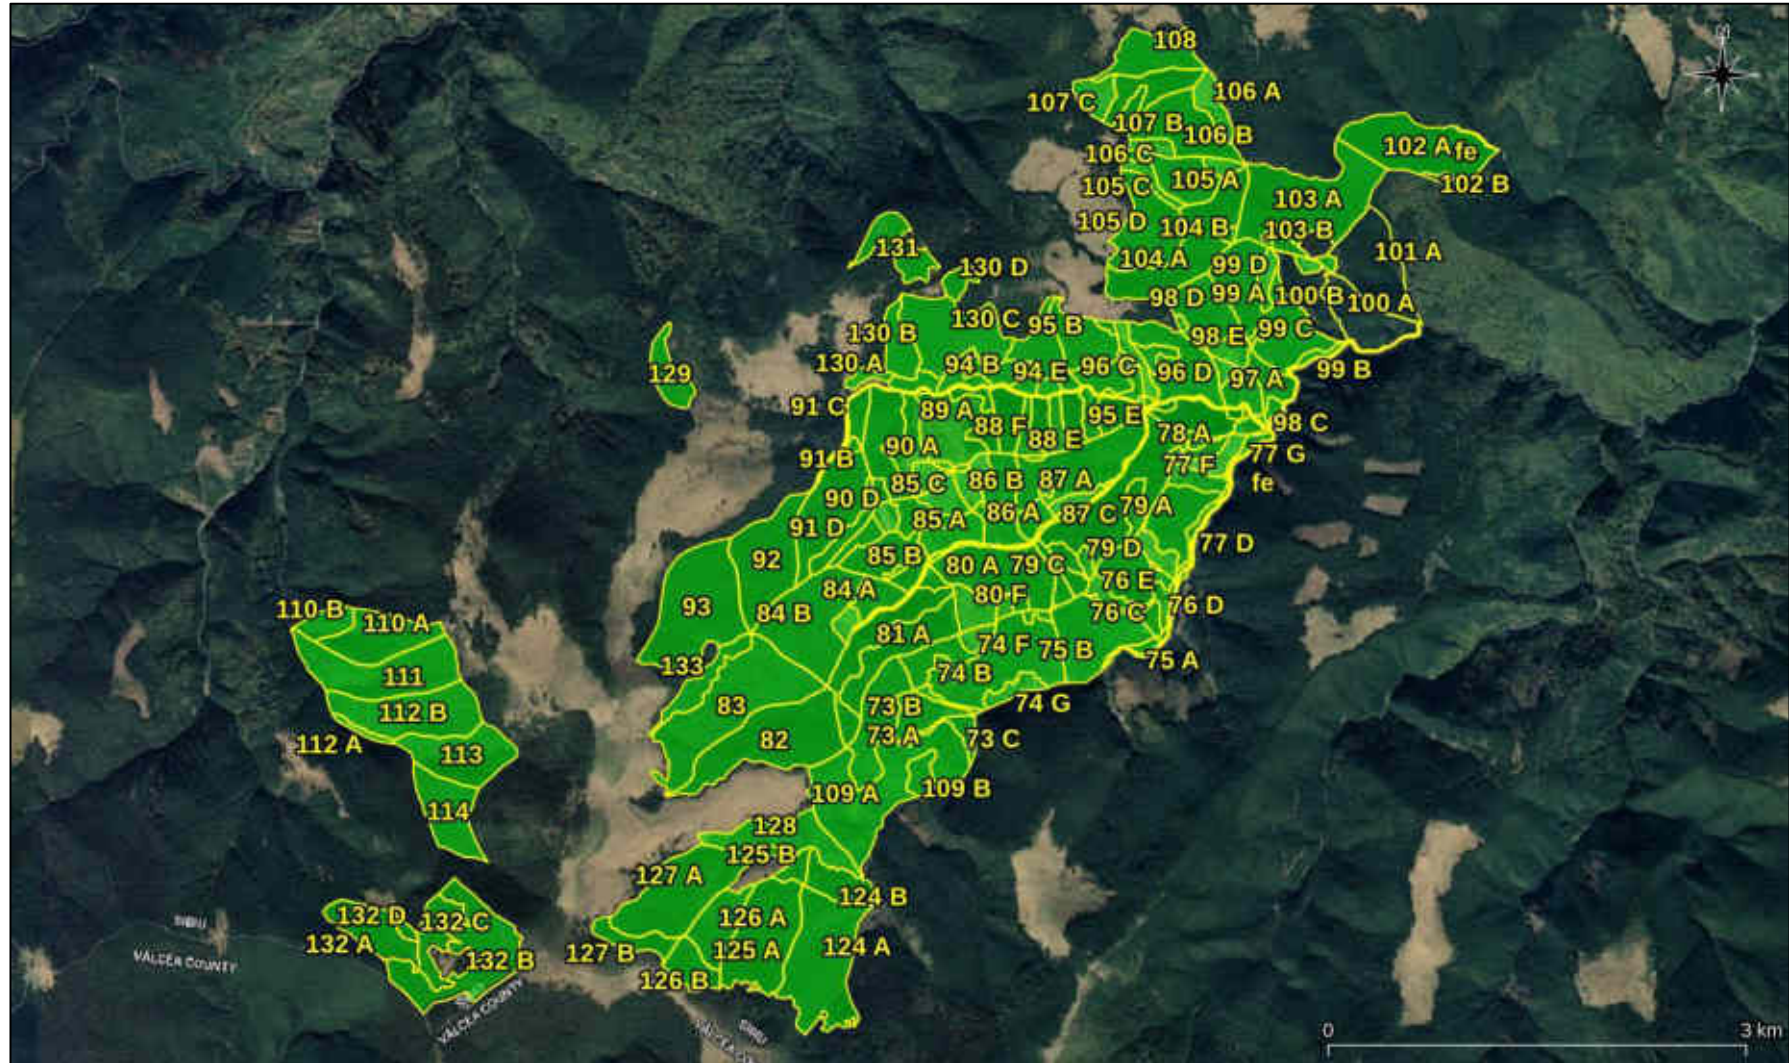 N
108
107 C
106 A
107 B
106 B
106 C
102 A
fe
102 B
105 C
105 A
103 A
105 D
104 B
103 B
101 A
131
130 D
104 A
99 D
98 D
99 A
100 B
100 A
130 B
130 C
95 B
98 E
99 C
130 A
94 B
94 E
96 C
96 D
97 A
99 B
129
91 C
89 A
88 F
95 E
98 C
90 A
88 E
78 A
77 G
91 B
77 F
fe
85 C
86 B
87 A
90 D
79 A
91 D
85 A
86 A
87 C
77 D
92
85 B
80 A
79 C
79 D
84 A
76 E
93
84 B
80 F
76 C
76 D
110 B
110 A
81 A
74 F
75 B
75 A
133
74 B
111
83
73 B
74 G
112 B
112 A
82
73 A
73 C
113
109 A
109 B
114
128
125 B
127 A
124 B
132 D
132 C
126 A
132 A
125 A
124 A
127 B
132 B
126 B
SIBIU
VÂLCEA COUNTY
VÂLCEA COUNTY
SIBIU
0
3 km